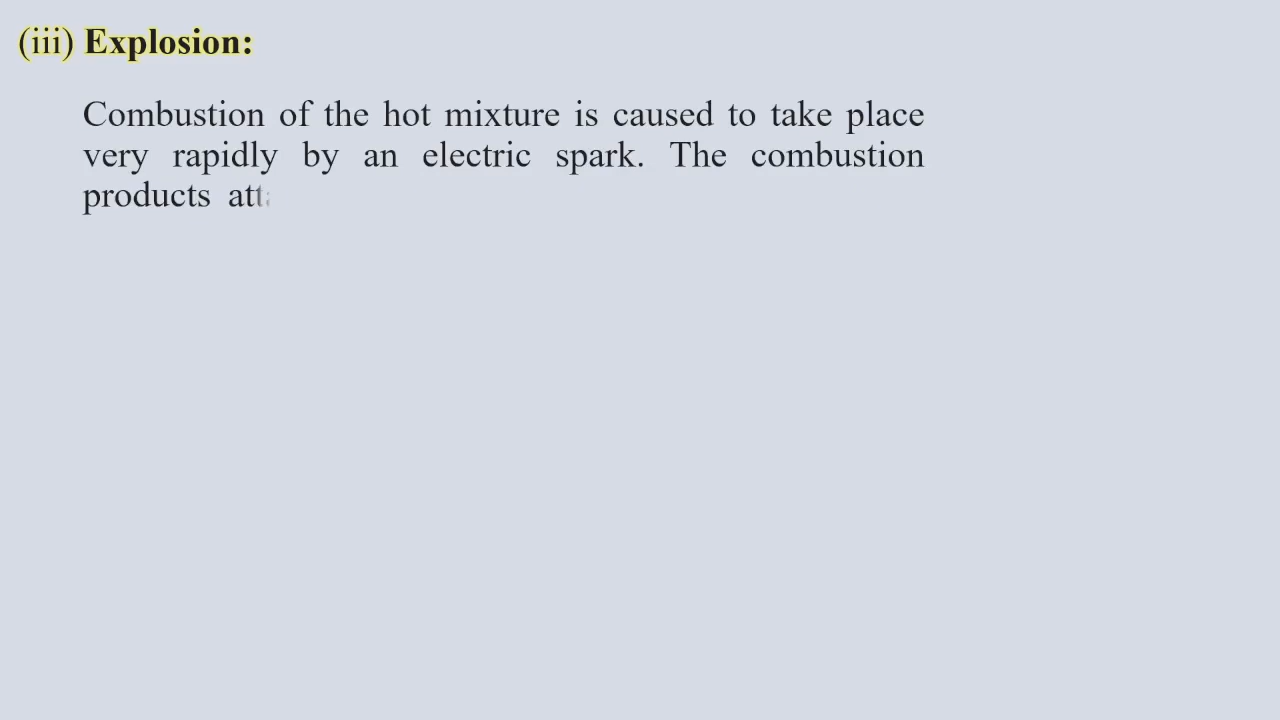 (iii) Explosion:
Combustion of the hot mixture is caused to take place
very rapidly by an electric spark. The combustion
products